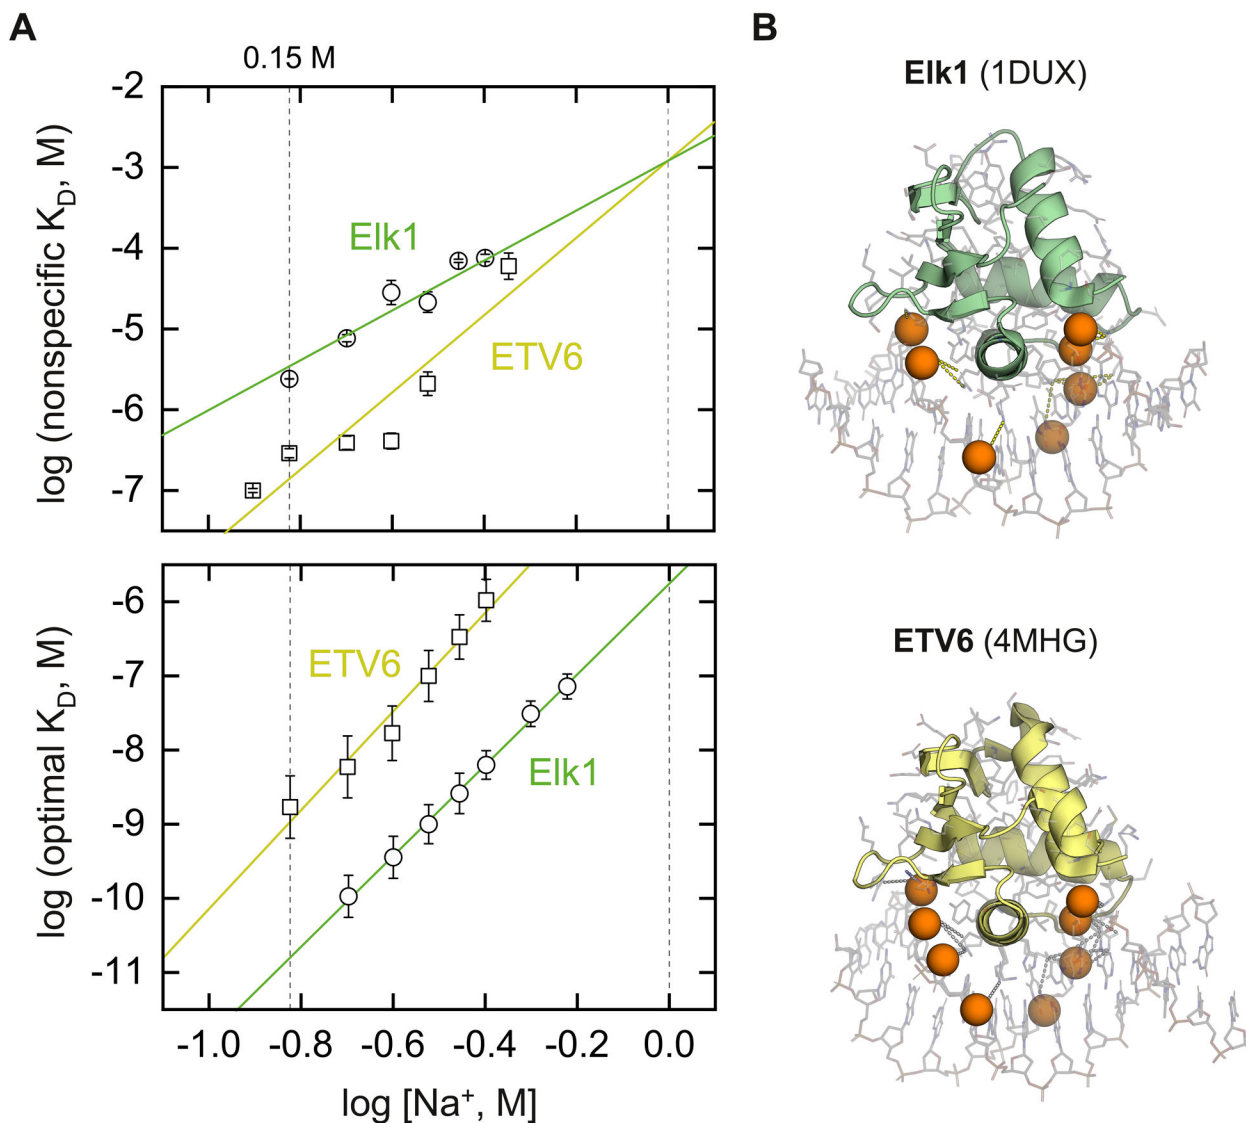 A
0.15 M
log (nonspecific K_D, M)
-2
-3
-4
-5
-6
-7
Elk1
ETV6
log (optimal K_D, M)
-6
-7
-8
-9
-10
-11
ETV6
Elk1
-1.0 -0.8 -0.6 -0.4 -0.2 0.0
log [Na⁺, M]
B
Elk1 (1DUX)
ETV6 (4MHG)